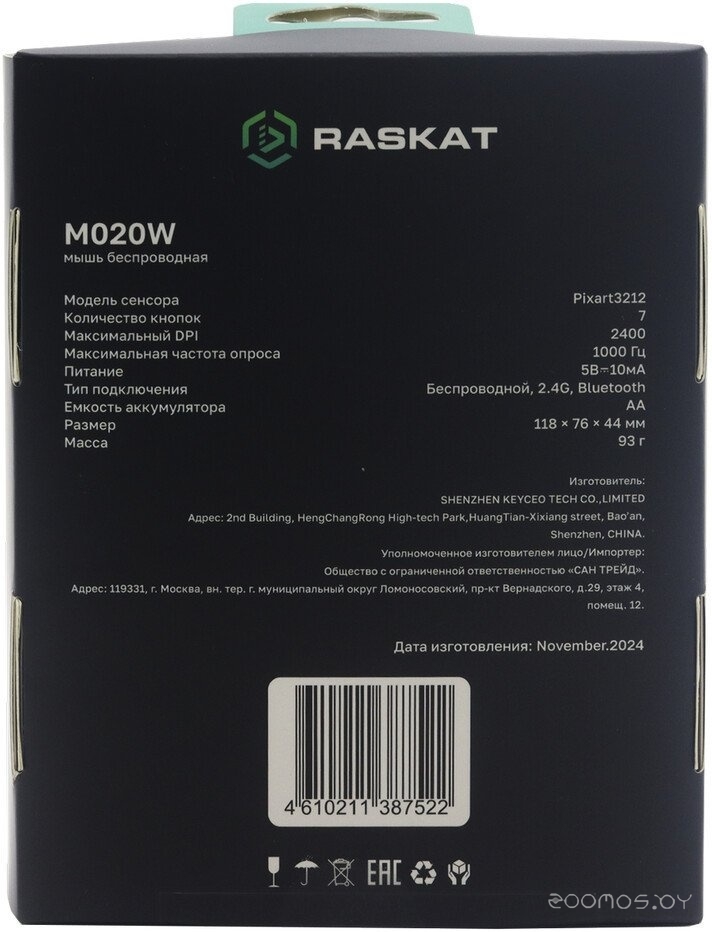 RASKAT
M020W
мышь беспроводная
Модель сенсора Pixart3212
Количество кнопок 7
Максимальный DPI 2400
Максимальная частота опроса 1000 Гц
Питание 5В⎓10мА
Тип подключения Беспроводной, 2.4G, Bluetooth
Емкость аккумулятора AA
Размер 118 × 76 × 44 мм
Масса 93 г
Изготовитель:
SHENZHEN KEYCEO TECH CO.,LIMITED
Адрес: 2nd Building, HengChangRong High-tech Park,HuangTian-Xixiang street, Bao'an,
Shenzhen, CHINA.
Уполномоченное изготовителем лицо/Импортер:
Общество с ограниченной ответственностью «САН ТРЕЙД».
Адрес: 119331, г. Москва, вн. тер. г. муниципальный округ Ломоносовский, пр-кт Вернадского, д.29, этаж 4,
помещ. 12.
Дата изготовления: November.2024
4 610211 387522
EAC
ZOOMOS.BY